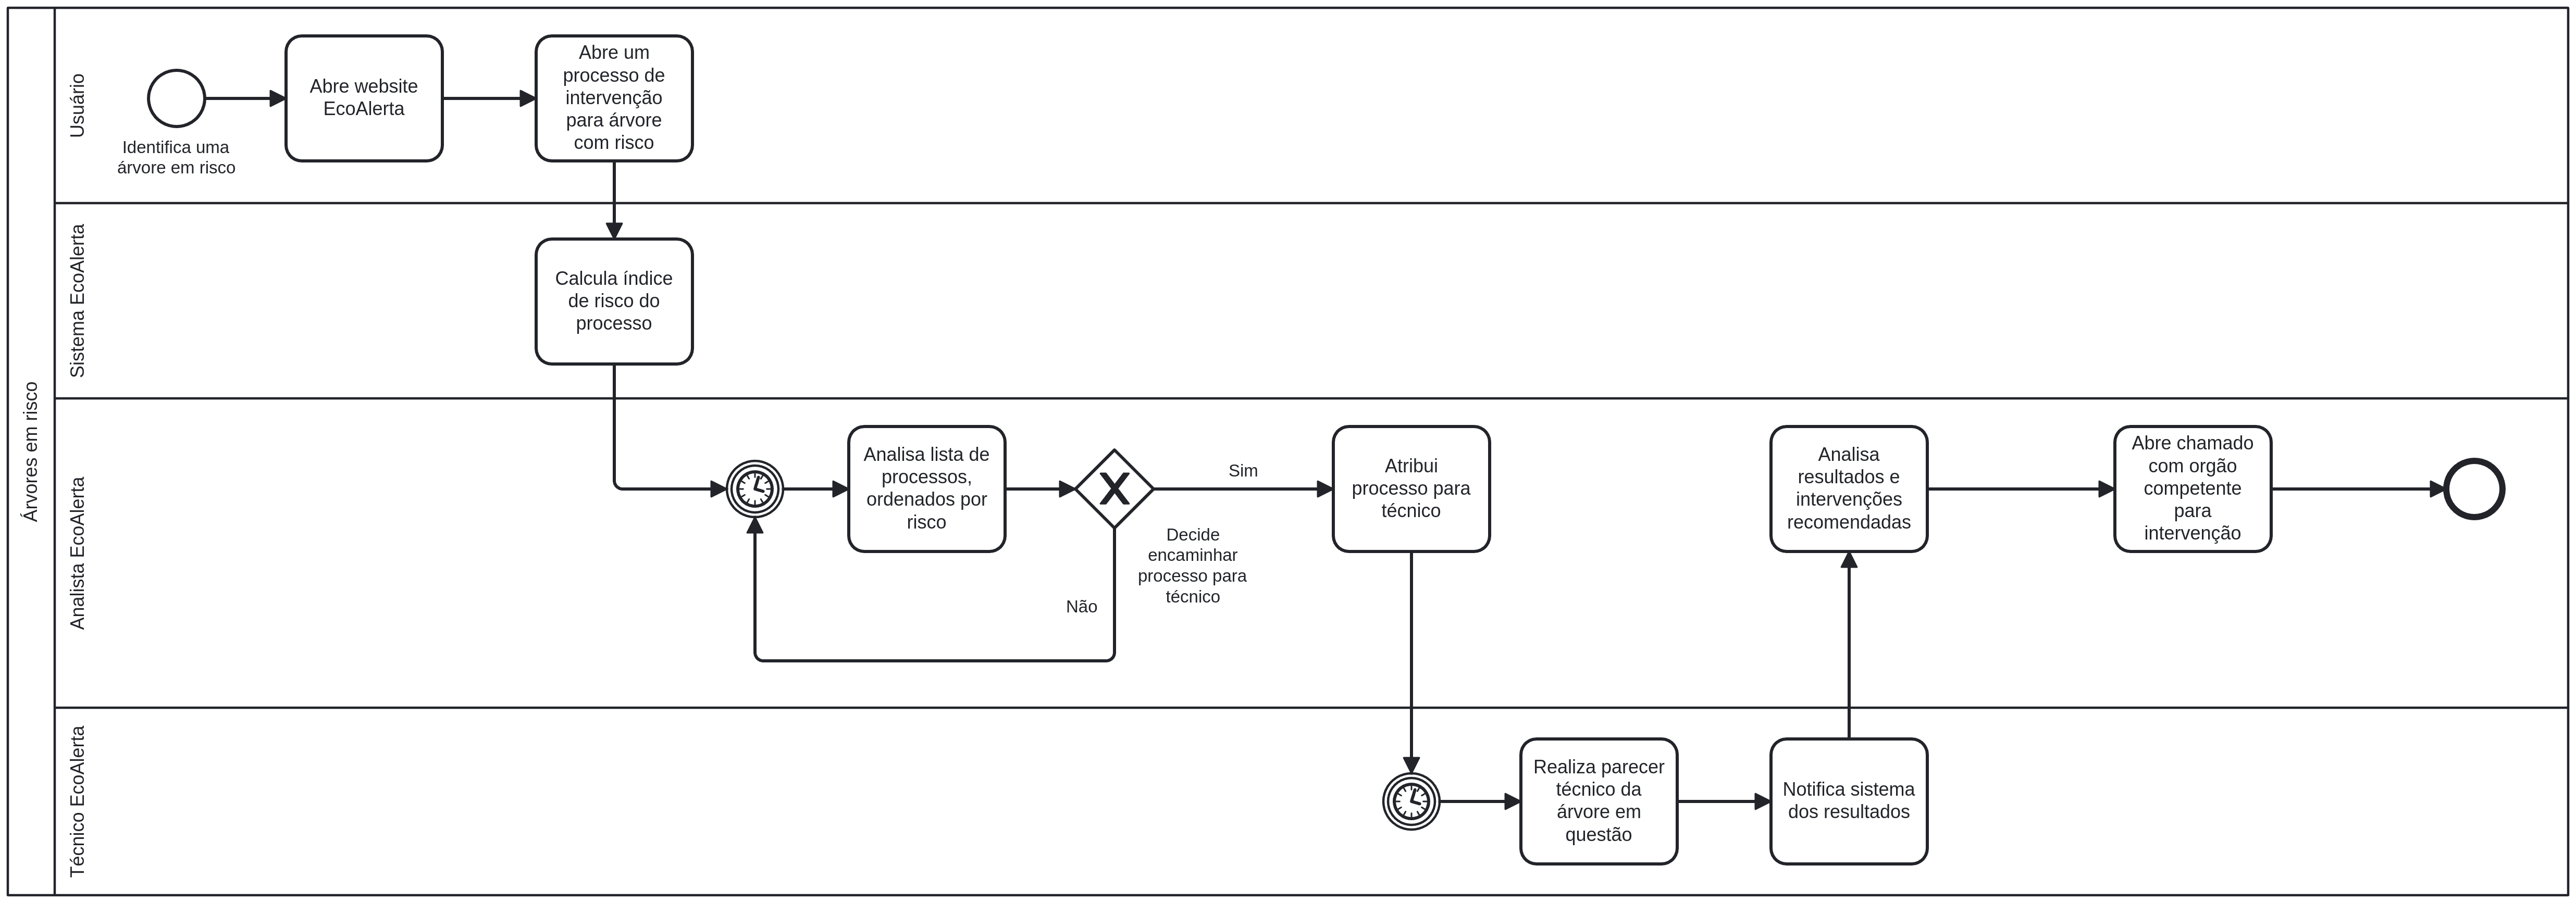 Árvores em risco
Usuário
Identifica uma
árvore em risco
Abre website
EcoAlerta
Abre um
processo de
intervenção
para árvore
com risco
Sistema EcoAlerta
Calcula índice
de risco do
processo
Analista EcoAlerta
Analisa lista de
processos,
ordenados por
risco
Decide
encaminhar
processo para
técnico
Sim
Não
Atribui
processo para
técnico
Analisa
resultados e
intervenções
recomendadas
Abre chamado
com orgão
competente
para
intervenção
Técnico EcoAlerta
Realiza parecer
técnico da
árvore em
questão
Notifica sistema
dos resultados